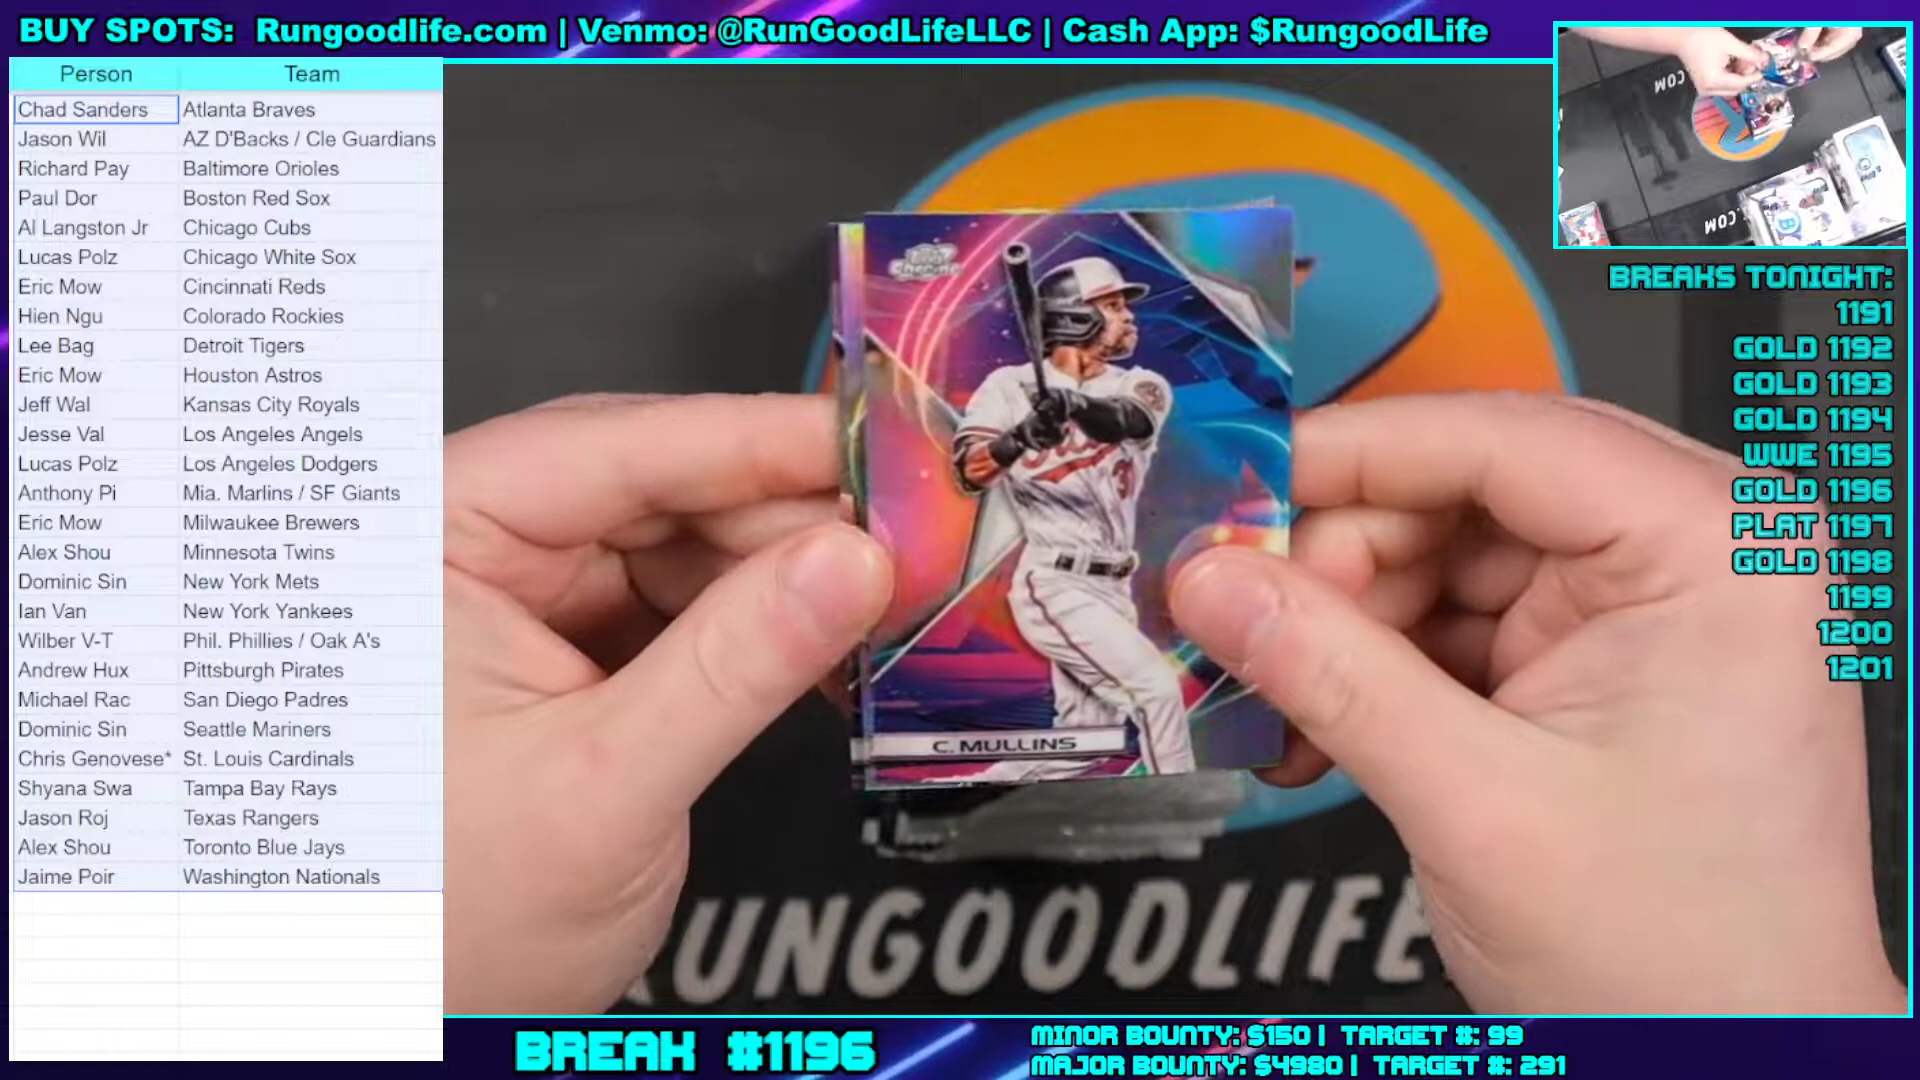 BUY SPOTS: Rungoodlife.com | Venmo: @RunGoodLifeLLC | Cash App: $RungoodLife
Person Team
Chad Sanders Atlanta Braves
Jason Wil AZ D'Backs / Cle Guardians
Richard Pay Baltimore Orioles
Paul Dor Boston Red Sox
Al Langston Jr Chicago Cubs
Lucas Polz Chicago White Sox
Eric Mow Cincinnati Reds
Hien Ngu Colorado Rockies
Lee Bag Detroit Tigers
Eric Mow Houston Astros
Jeff Wal Kansas City Royals
Jesse Val Los Angeles Angels
Lucas Polz Los Angeles Dodgers
Anthony Pi Mia. Marlins / SF Giants
Eric Mow Milwaukee Brewers
Alex Shou Minnesota Twins
Dominic Sin New York Mets
Ian Van New York Yankees
Wilber V-T Phil. Phillies / Oak A's
Andrew Hux Pittsburgh Pirates
Michael Rac San Diego Padres
Dominic Sin Seattle Mariners
Chris Genovese* St. Louis Cardinals
Shyana Swa Tampa Bay Rays
Jason Roj Texas Rangers
Alex Shou Toronto Blue Jays
Jaime Poir Washington Nationals
Topps
Chrome
C. MULLINS
RUNGOODLIFE
.COM
.COM
BREAKS TONIGHT:
1191
GOLD 1192
GOLD 1193
GOLD 1194
WWE 1195
GOLD 1196
PLAT 1197
GOLD 1198
1199
1200
1201
BREAK #1196
MINOR BOUNTY: $150 | TARGET #: 99
MAJOR BOUNTY: $4980 | TARGET #: 291